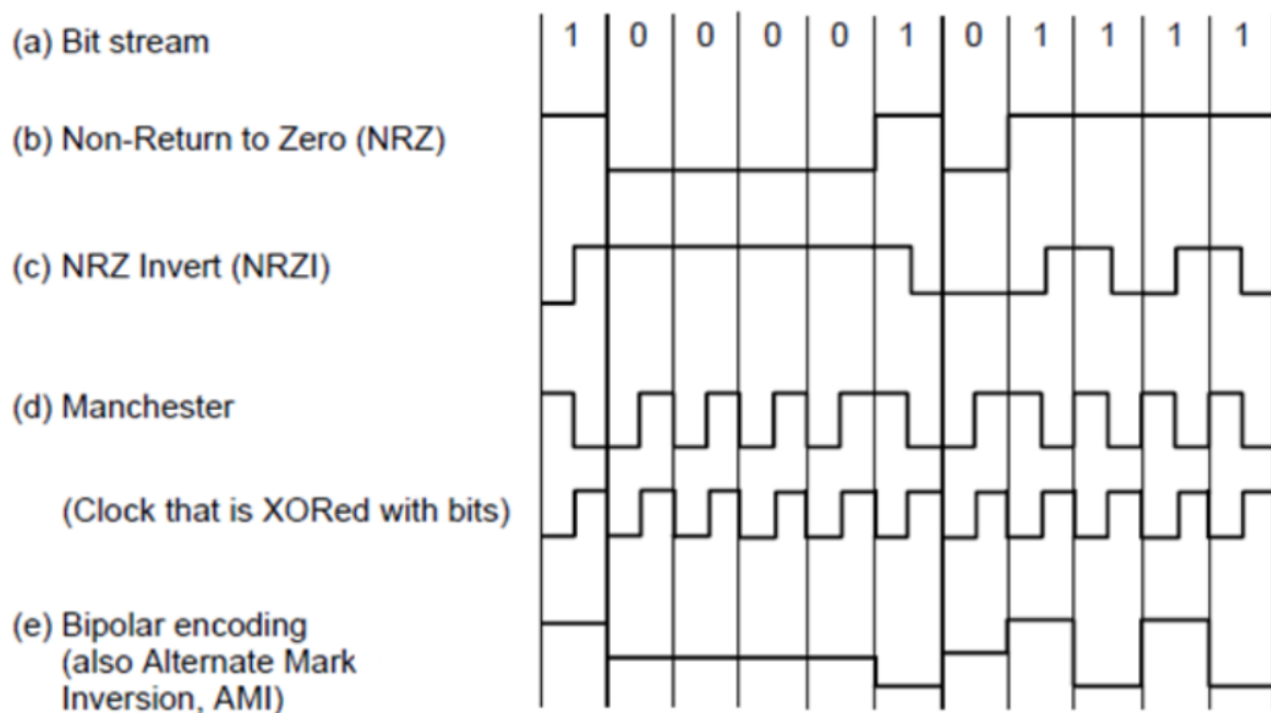 (a) Bit stream 1 0 0 0 0 1 0 1 1 1 1
(b) Non-Return to Zero (NRZ)
(c) NRZ Invert (NRZI)
(d) Manchester
(Clock that is XORed with bits)
(e) Bipolar encoding
(also Alternate Mark
Inversion, AMI)